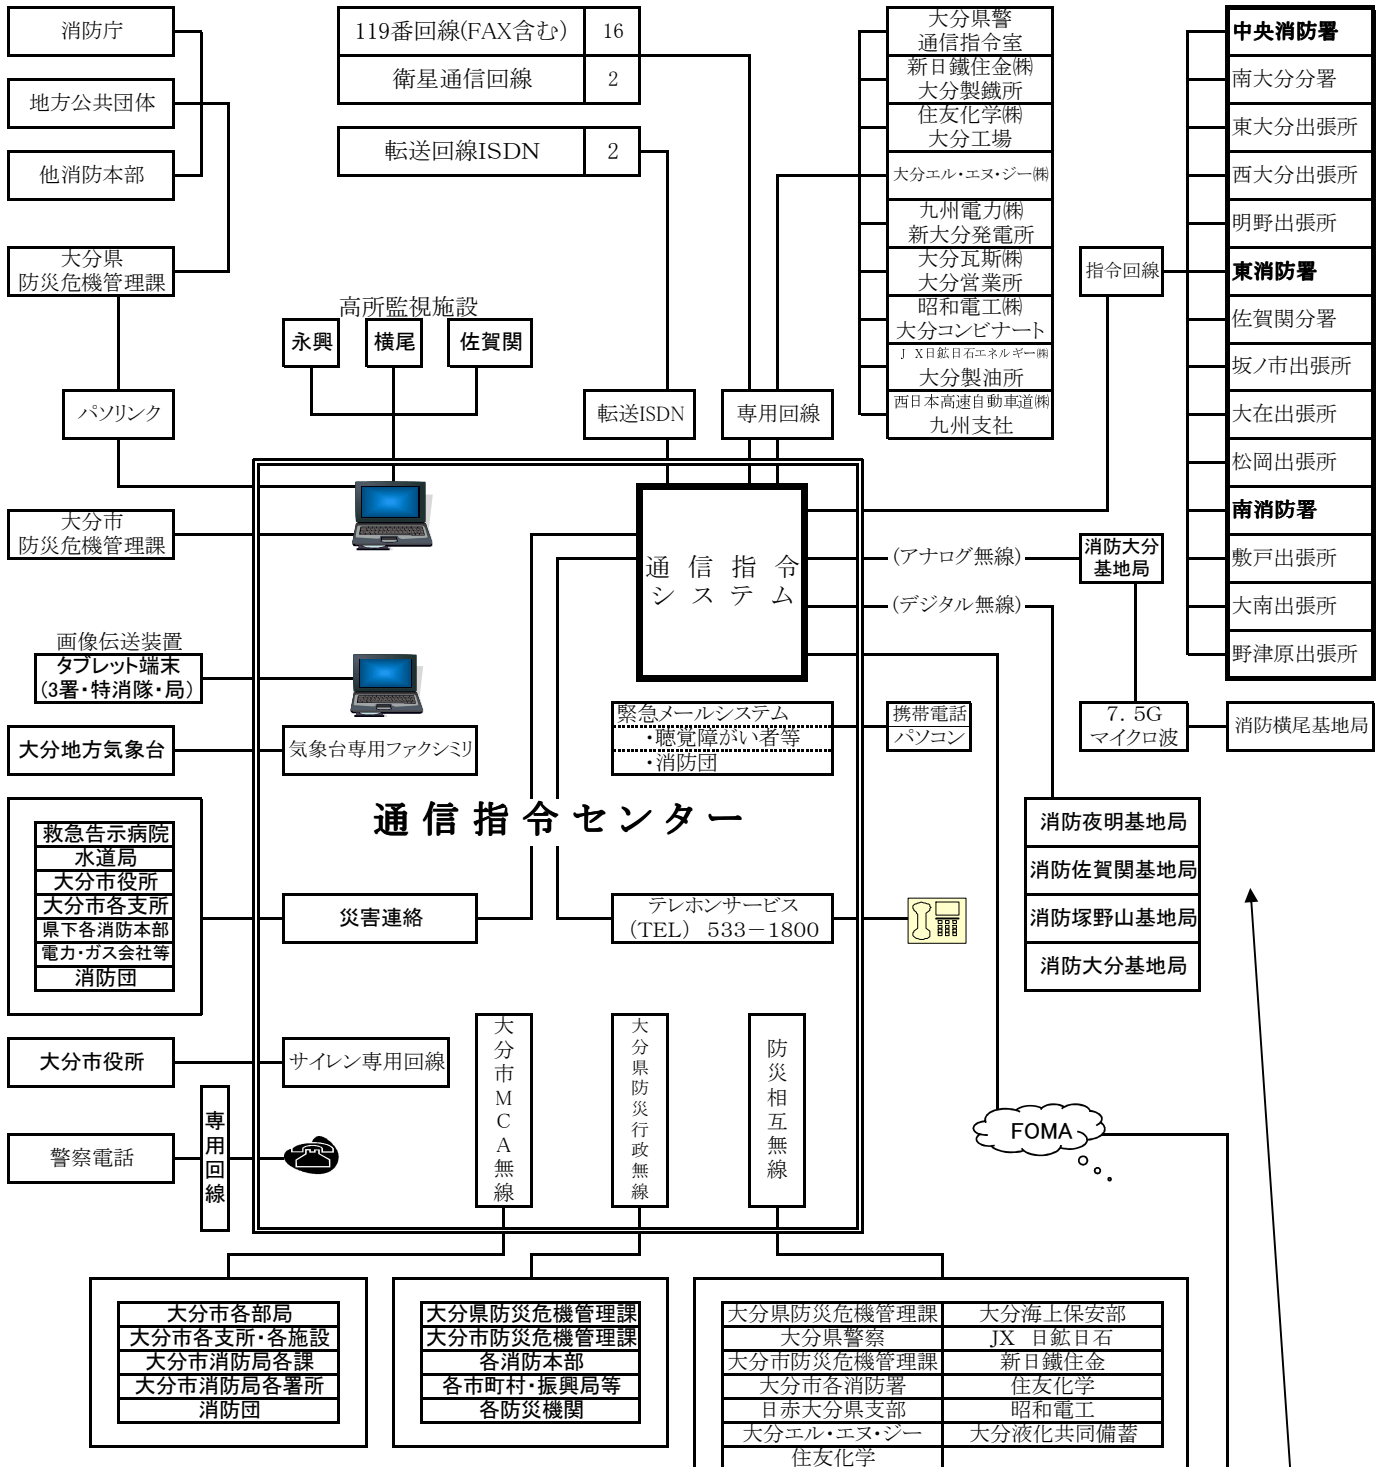 消防庁
地方公共団体
他消防本部
大分県
防災危機管理課
パソリンク
大分市
防災危機管理課
119番回線(FAX含む) 16
衛星通信回線 2
転送回線ISDN 2
高所監視施設
永興 横尾 佐賀関
転送ISDN
専用回線
大分県警
通信指令室
新日鐵住金㈱
大分製鐵所
住友化学㈱
大分工場
大分エル・エヌ・ジー㈱
九州電力㈱
新大分発電所
大分瓦斯㈱
大分営業所
昭和電工㈱
大分コンビナート
JX日鉱日石エネルギー㈱
大分製油所
西日本高速自動車道㈱
九州支社
指令回線
中央消防署
南大分分署
東大分出張所
西大分出張所
明野出張所
東消防署
佐賀関分署
坂ノ市出張所
大在出張所
松岡出張所
南消防署
敷戸出張所
大南出張所
野津原出張所
通信指令
システム
(アナログ無線)
消防大分
基地局
(デジタル無線)
画像伝送装置
タブレット端末
(3署・特消隊・局)
緊急メールシステム
・聴覚障がい者等
・消防団
携帯電話
パソコン
7.5G
マイクロ波
消防横尾基地局
大分地方気象台
気象台専用ファクシミリ
通信指令センター
消防夜明基地局
消防佐賀関基地局
消防塚野山基地局
消防大分基地局
救急告示病院
水道局
大分市役所
大分市各支所
県下各消防本部
電力・ガス会社等
消防団
災害連絡
テレホンサービス
(TEL) 533-1800
大分市役所
サイレン専用回線
警察電話
専用回線
大分市MCA無線
大分県防災行政無線
防災相互無線
FOMA
大分市各部局
大分市各支所・各施設
大分市消防局各課
大分市消防局各署所
消防団
大分県防災危機管理課
大分市防災危機管理課
各消防本部
各市町村・振興局等
各防災機関
大分県防災危機管理課 大分海上保安部
大分県警察 JX 日鉱日石
大分市防災危機管理課 新日鐵住金
大分市各消防署 住友化学
日赤大分県支部 昭和電工
大分エル・エヌ・ジー 大分液化共同備蓄
住友化学